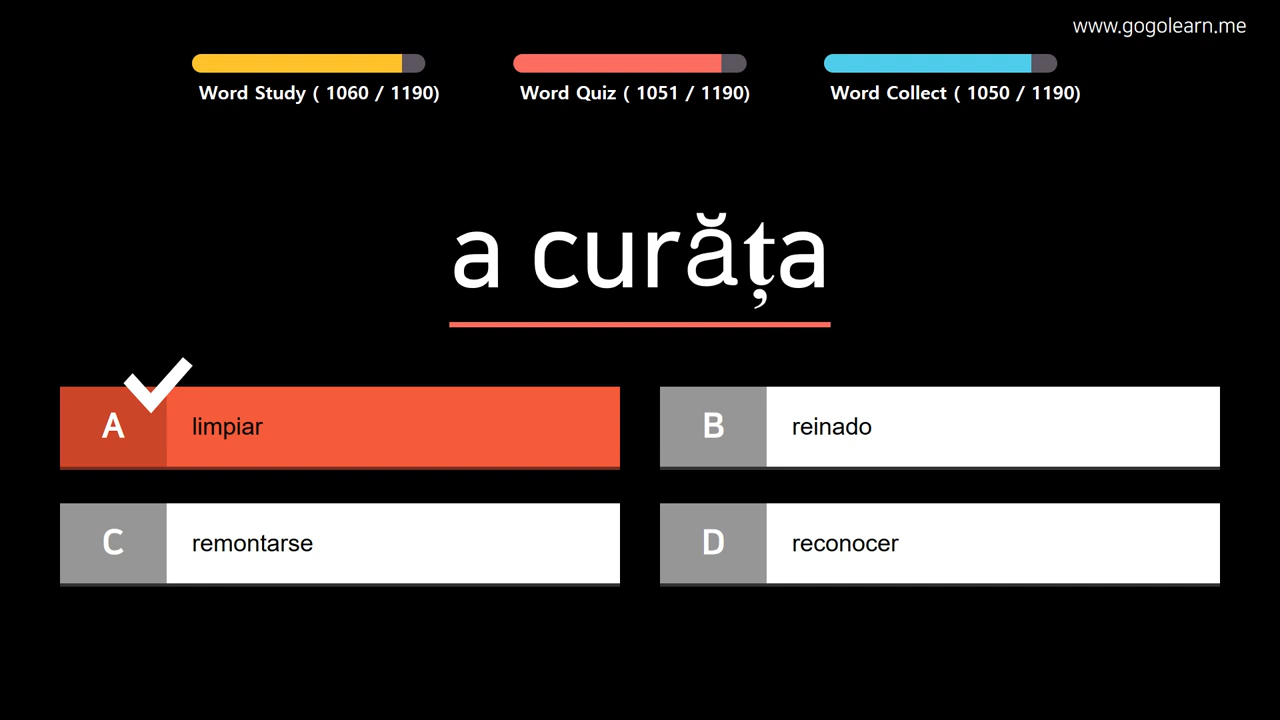 www.gogolearn.me
Word Study ( 1060 / 1190)
Word Quiz ( 1051 / 1190)
Word Collect ( 1050 / 1190)
a curăța
A limpiar
B reinado
C remontarse
D reconocer